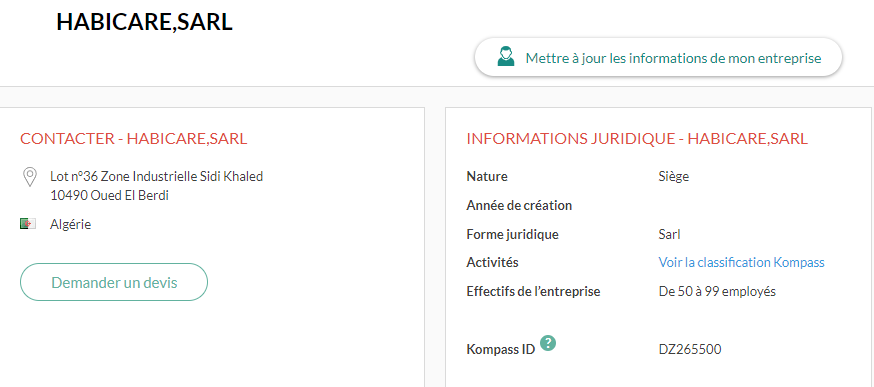 HABICARE,SARL
Mettre à jour les informations de mon entreprise
CONTACTER - HABICARE,SARL
Lot n°36 Zone Industrielle Sidi Khaled
10490 Oued El Berdi
Algérie
Demander un devis
INFORMATIONS JURIDIQUE - HABICARE,SARL
Nature Siège
Année de création
Forme juridique Sarl
Activités Voir la classification Kompass
Effectifs de l'entreprise De 50 à 99 employés
Kompass ID ? DZ265500